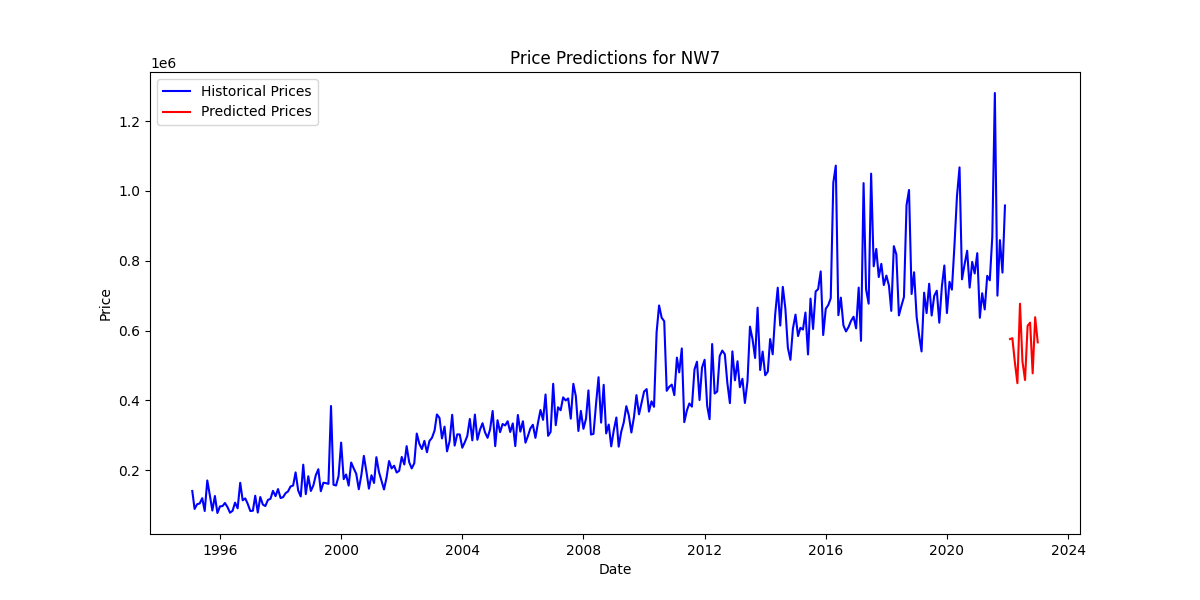 Price Predictions for NW7
1e6
Historical Prices
Predicted Prices
1.2
1.0
0.8
0.6
0.4
0.2
Price
1996 2000 2004 2008 2012 2016 2020 2024
Date